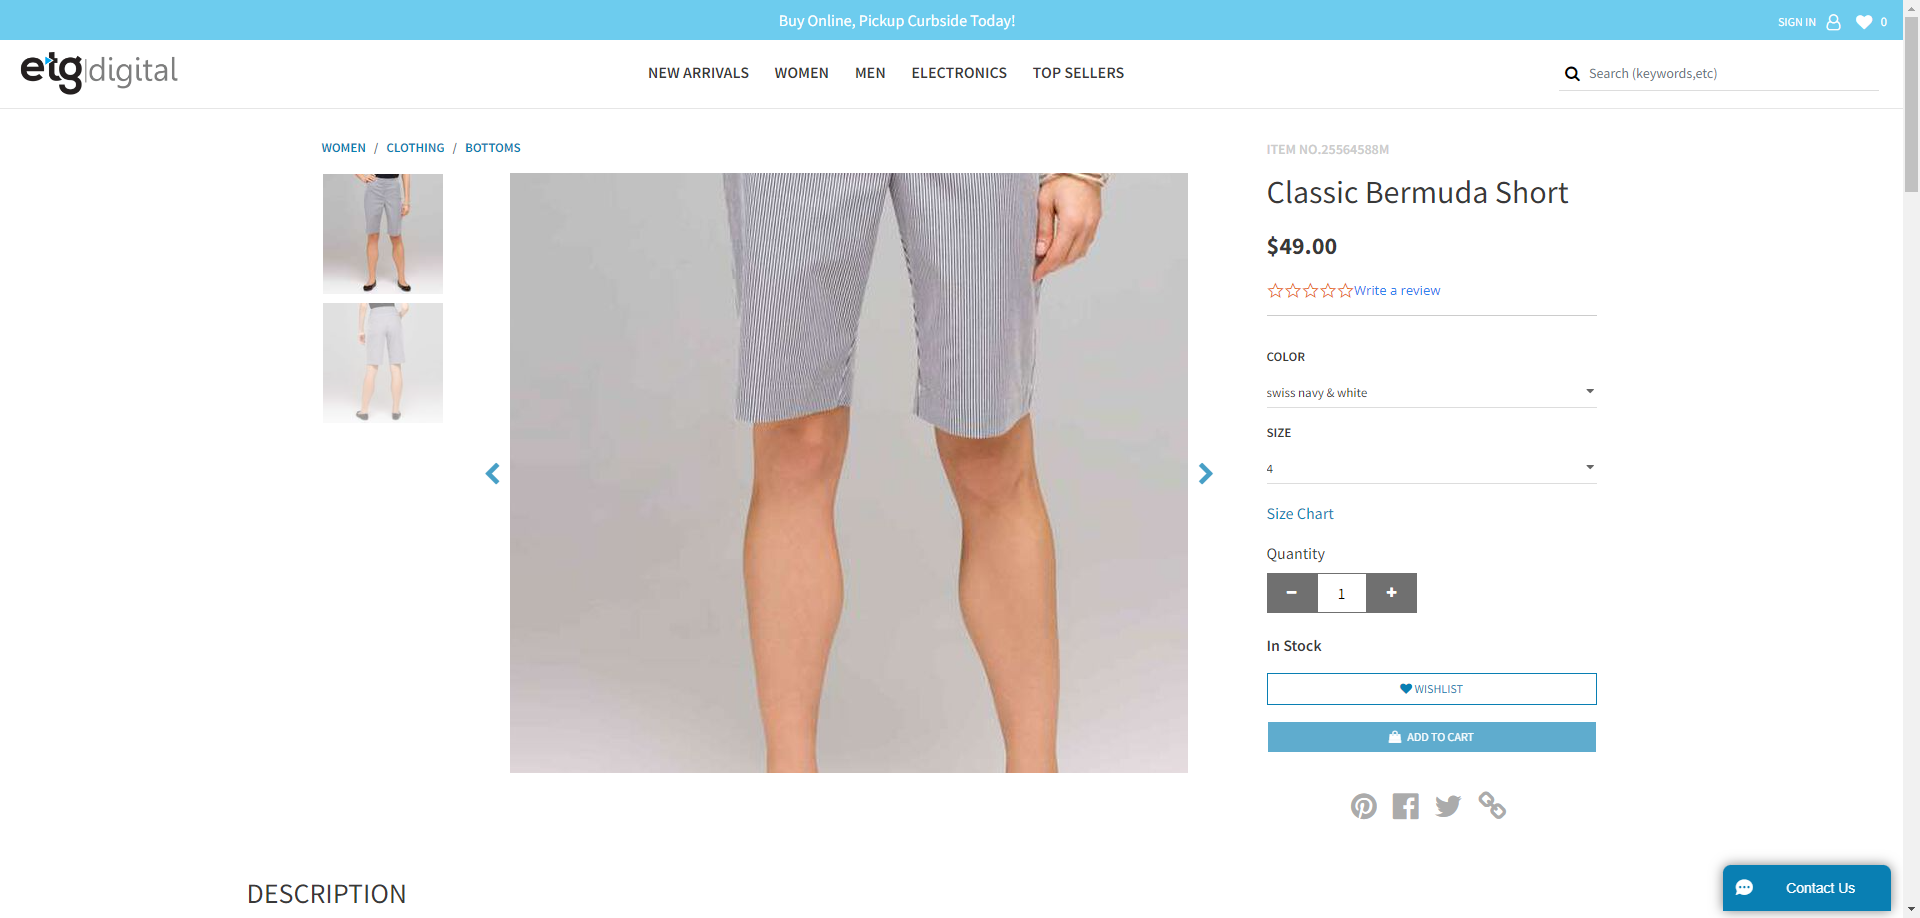 Buy Online, Pickup Curbside Today!
SIGN IN 0
etg|digital
NEW ARRIVALS WOMEN MEN ELECTRONICS TOP SELLERS
Search (keywords,etc)
WOMEN / CLOTHING / BOTTOMS
ITEM NO.25564588M
Classic Bermuda Short
$49.00
Write a review
COLOR
swiss navy & white
SIZE
4
Size Chart
Quantity
1
In Stock
WISHLIST
ADD TO CART
DESCRIPTION
Contact Us